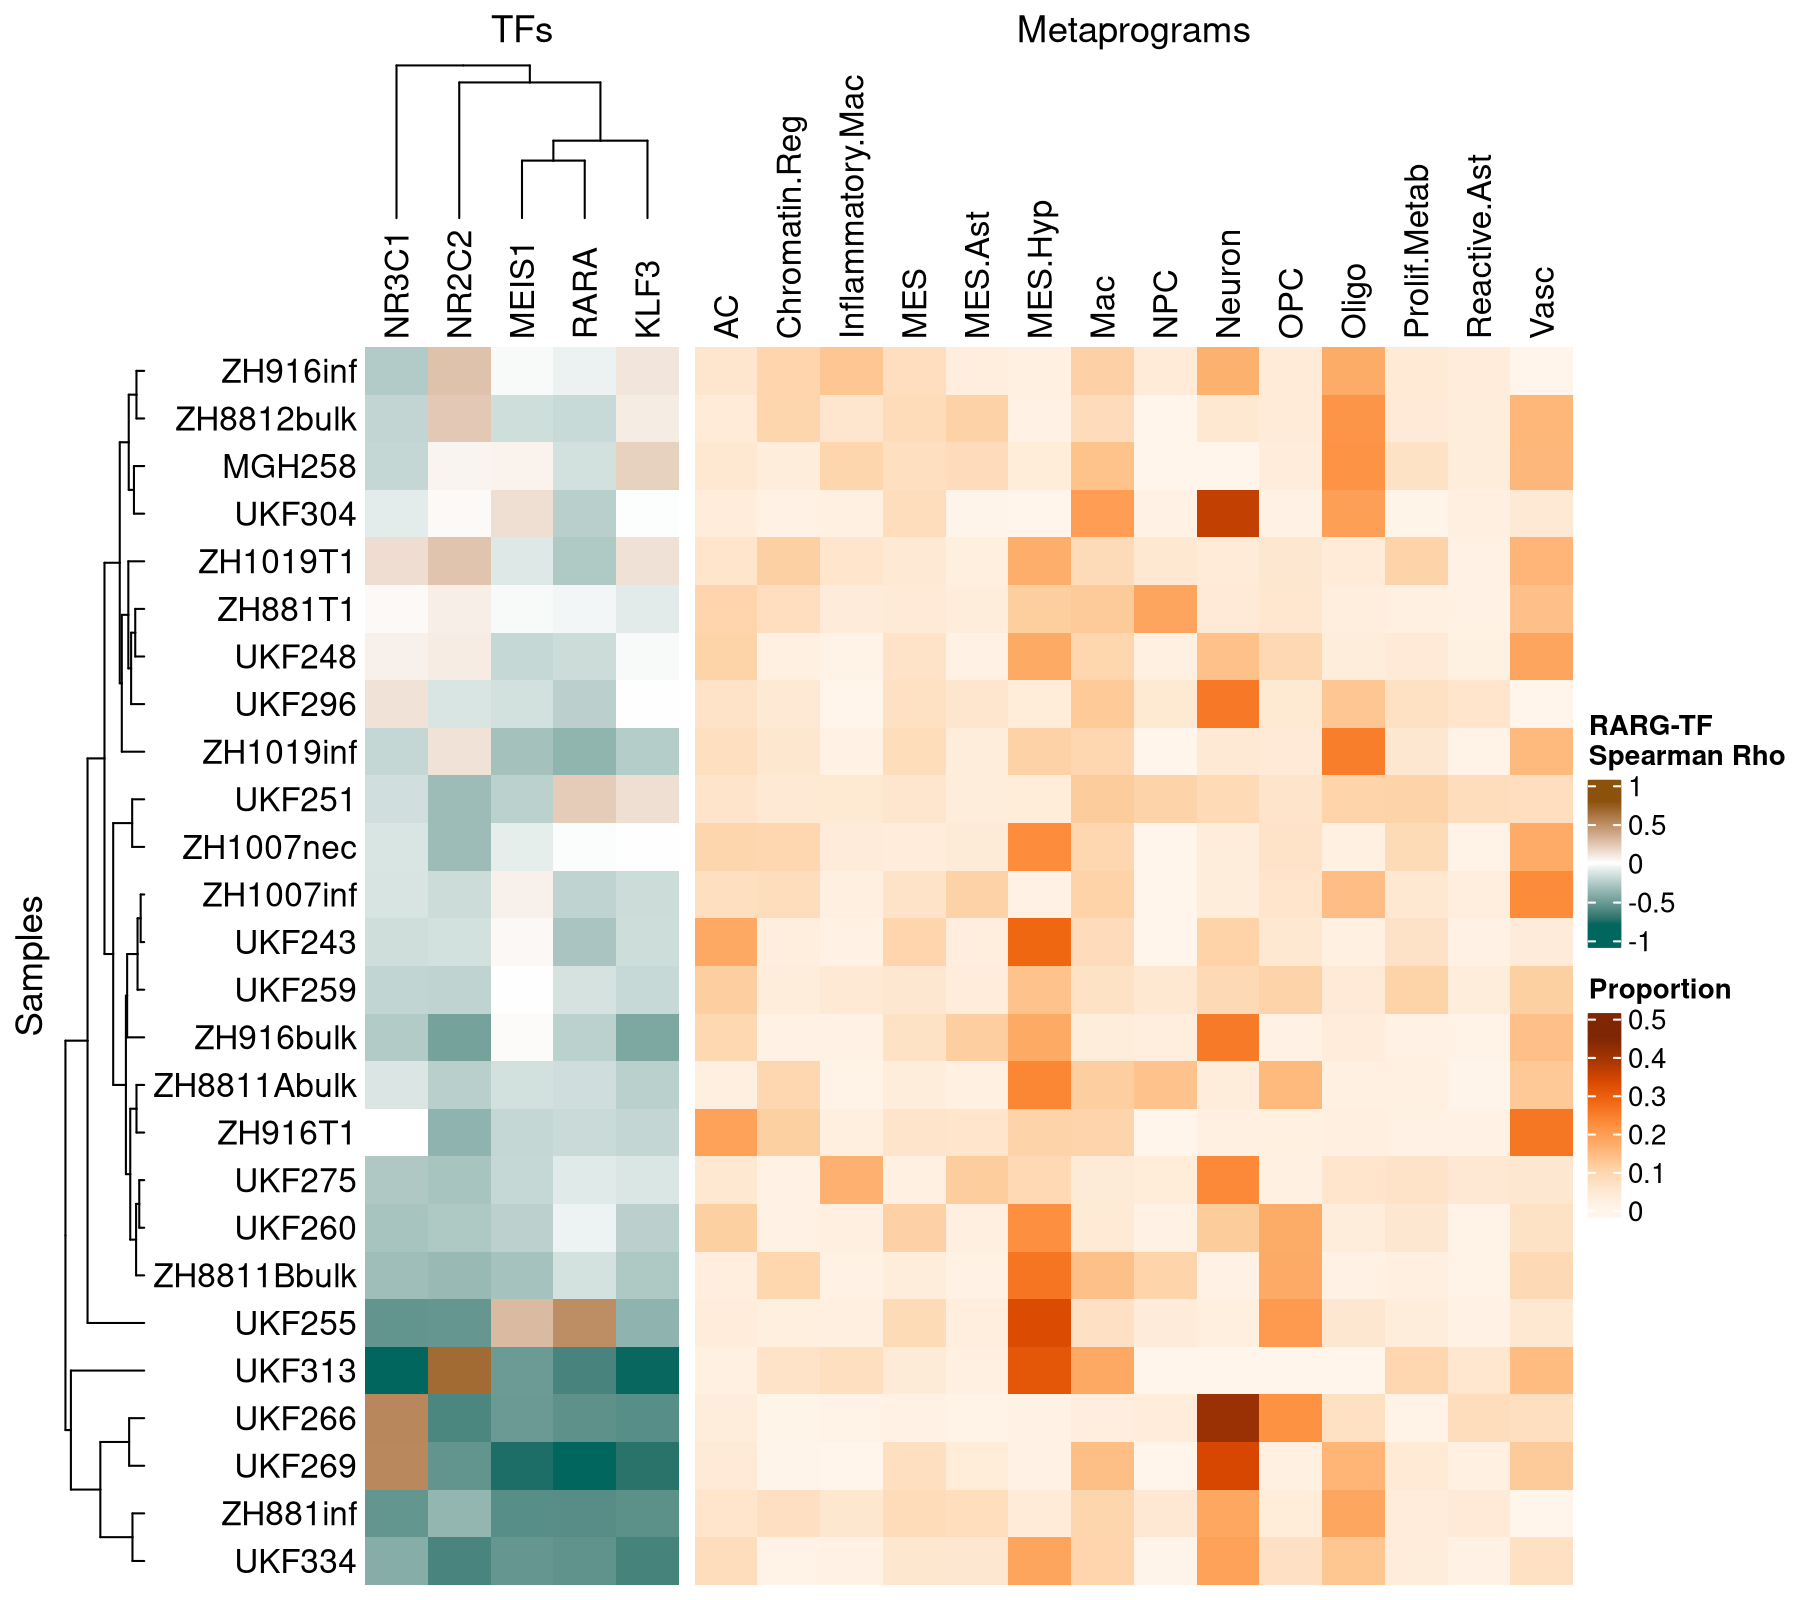 TFs
Metaprograms
NR3C1
NR2C2
MEIS1
RARA
KLF3
AC
Chromatin.Reg
Inflammatory.Mac
MES
MES.Ast
MES.Hyp
Mac
NPC
Neuron
OPC
Oligo
Prolif.Metab
Reactive.Ast
Vasc
Samples
ZH916inf
ZH8812bulk
MGH258
UKF304
ZH1019T1
ZH881T1
UKF248
UKF296
ZH1019inf
UKF251
ZH1007nec
ZH1007inf
UKF243
UKF259
ZH916bulk
ZH8811Abulk
ZH916T1
UKF275
UKF260
ZH8811Bbulk
UKF255
UKF313
UKF266
UKF269
ZH881inf
UKF334
RARG-TF
Spearman Rho
1
0.5
0
-0.5
-1
Proportion
0.5
0.4
0.3
0.2
0.1
0